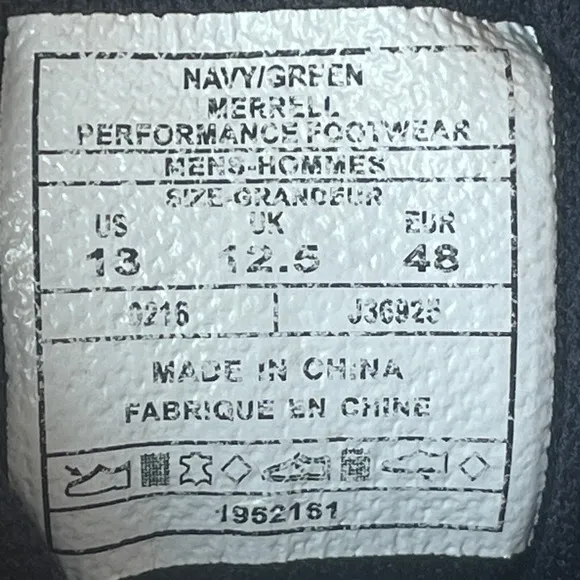 NAVY/GREEN
MERRELL
PERFORMANCE FOOTWEAR
MENS-HOMMES
SIZE-GRANDEUR
US UK EUR
13 12.5 48
0216 J36925
MADE IN CHINA
FABRIQUE EN CHINE
1962161